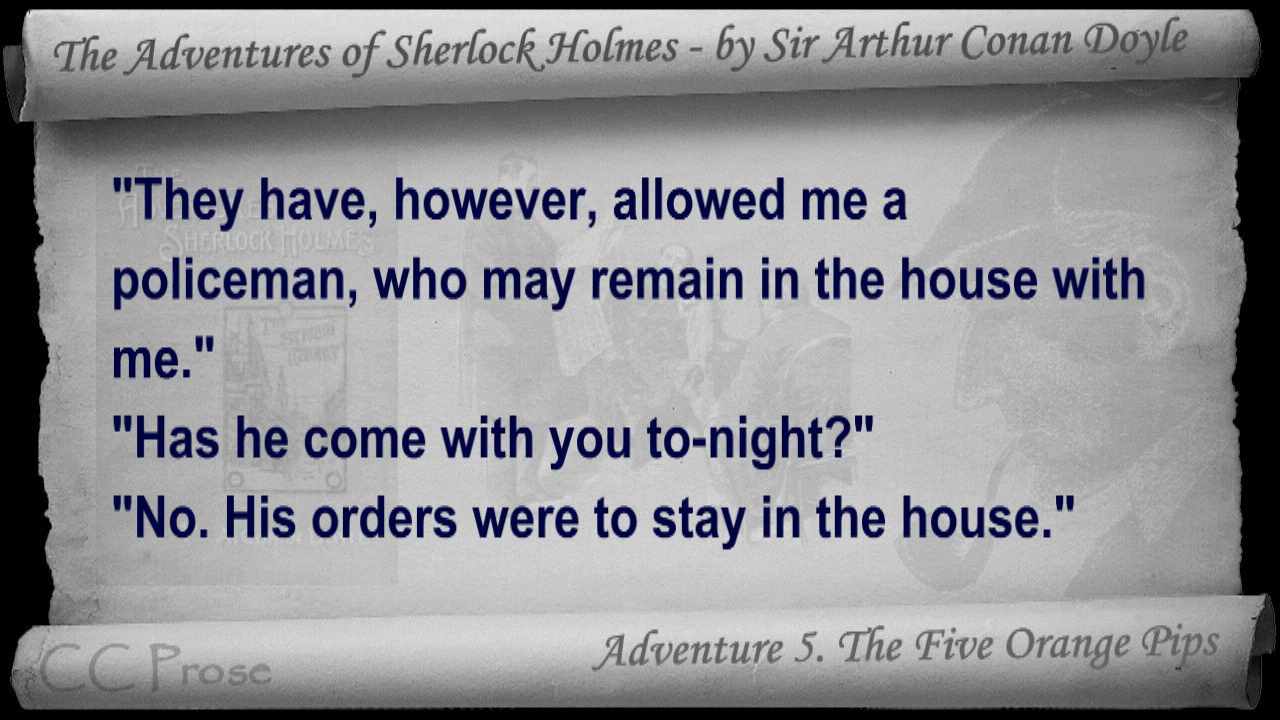 The Adventures of Sherlock Holmes - by Sir Arthur Conan Doyle
"They have, however, allowed me a
policeman, who may remain in the house with
me."
"Has he come with you to-night?"
"No. His orders were to stay in the house."
Adventure 5. The Five Orange Pips
CC Prose